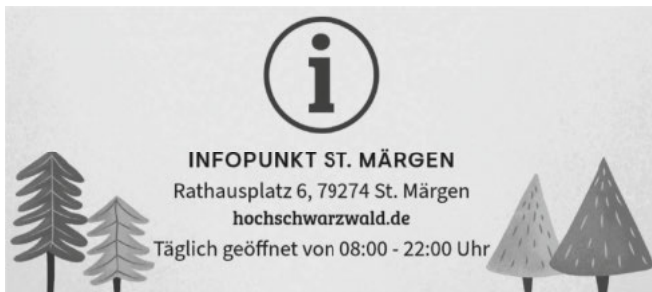 i
INFOPUNKT ST. MÄRGEN
Rathausplatz 6, 79274 St. Märgen
hochschwarzwald.de
Täglich geöffnet von 08:00 - 22:00 Uhr